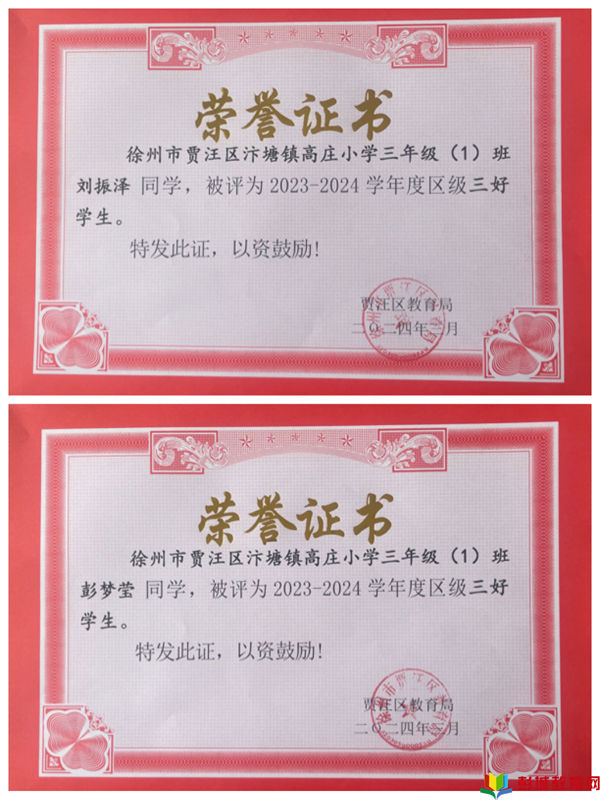 荣誉证书
徐州市贾汪区汴塘镇高庄小学三年级（1）班
刘振泽 同学，被评为2023-2024学年度区级三好
学生。
特发此证，以资鼓励!
贾汪区教育局
二〇二四年二月
荣誉证书
徐州市贾汪区汴塘镇高庄小学三年级（1）班
彭梦莹 同学，被评为2023-2024学年度区级三好
学生。
特发此证，以资鼓励!
贾汪区教育局
二〇二四年二月
彭城教育网